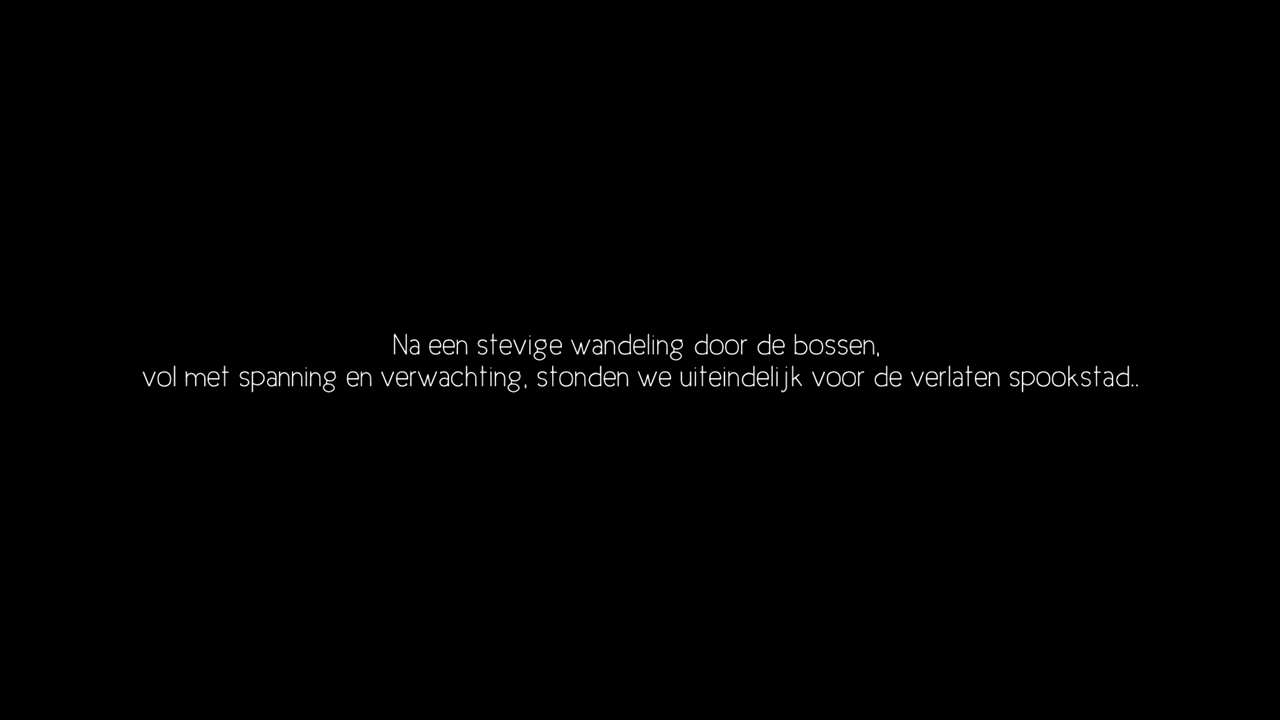 Na een stevige wandeling door de bossen,
vol met spanning en verwachting, stonden we uiteindelijk voor de verlaten spookstad..